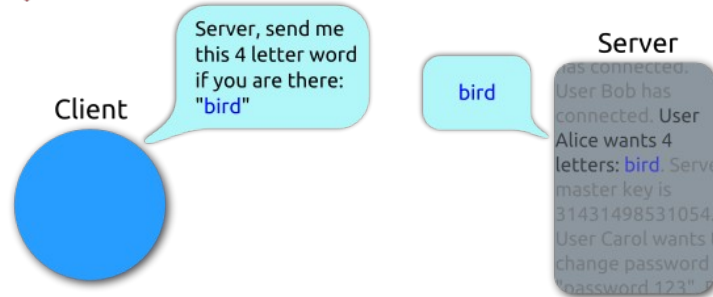 Server, send me
this 4 letter word
if you are there:
"bird"
Client
bird
Server
has connected.
User Bob has
connected. User
Alice wants 4
letters: bird. Serve
master key is
31431498531054.
User Carol wants t
change password
"password 123".